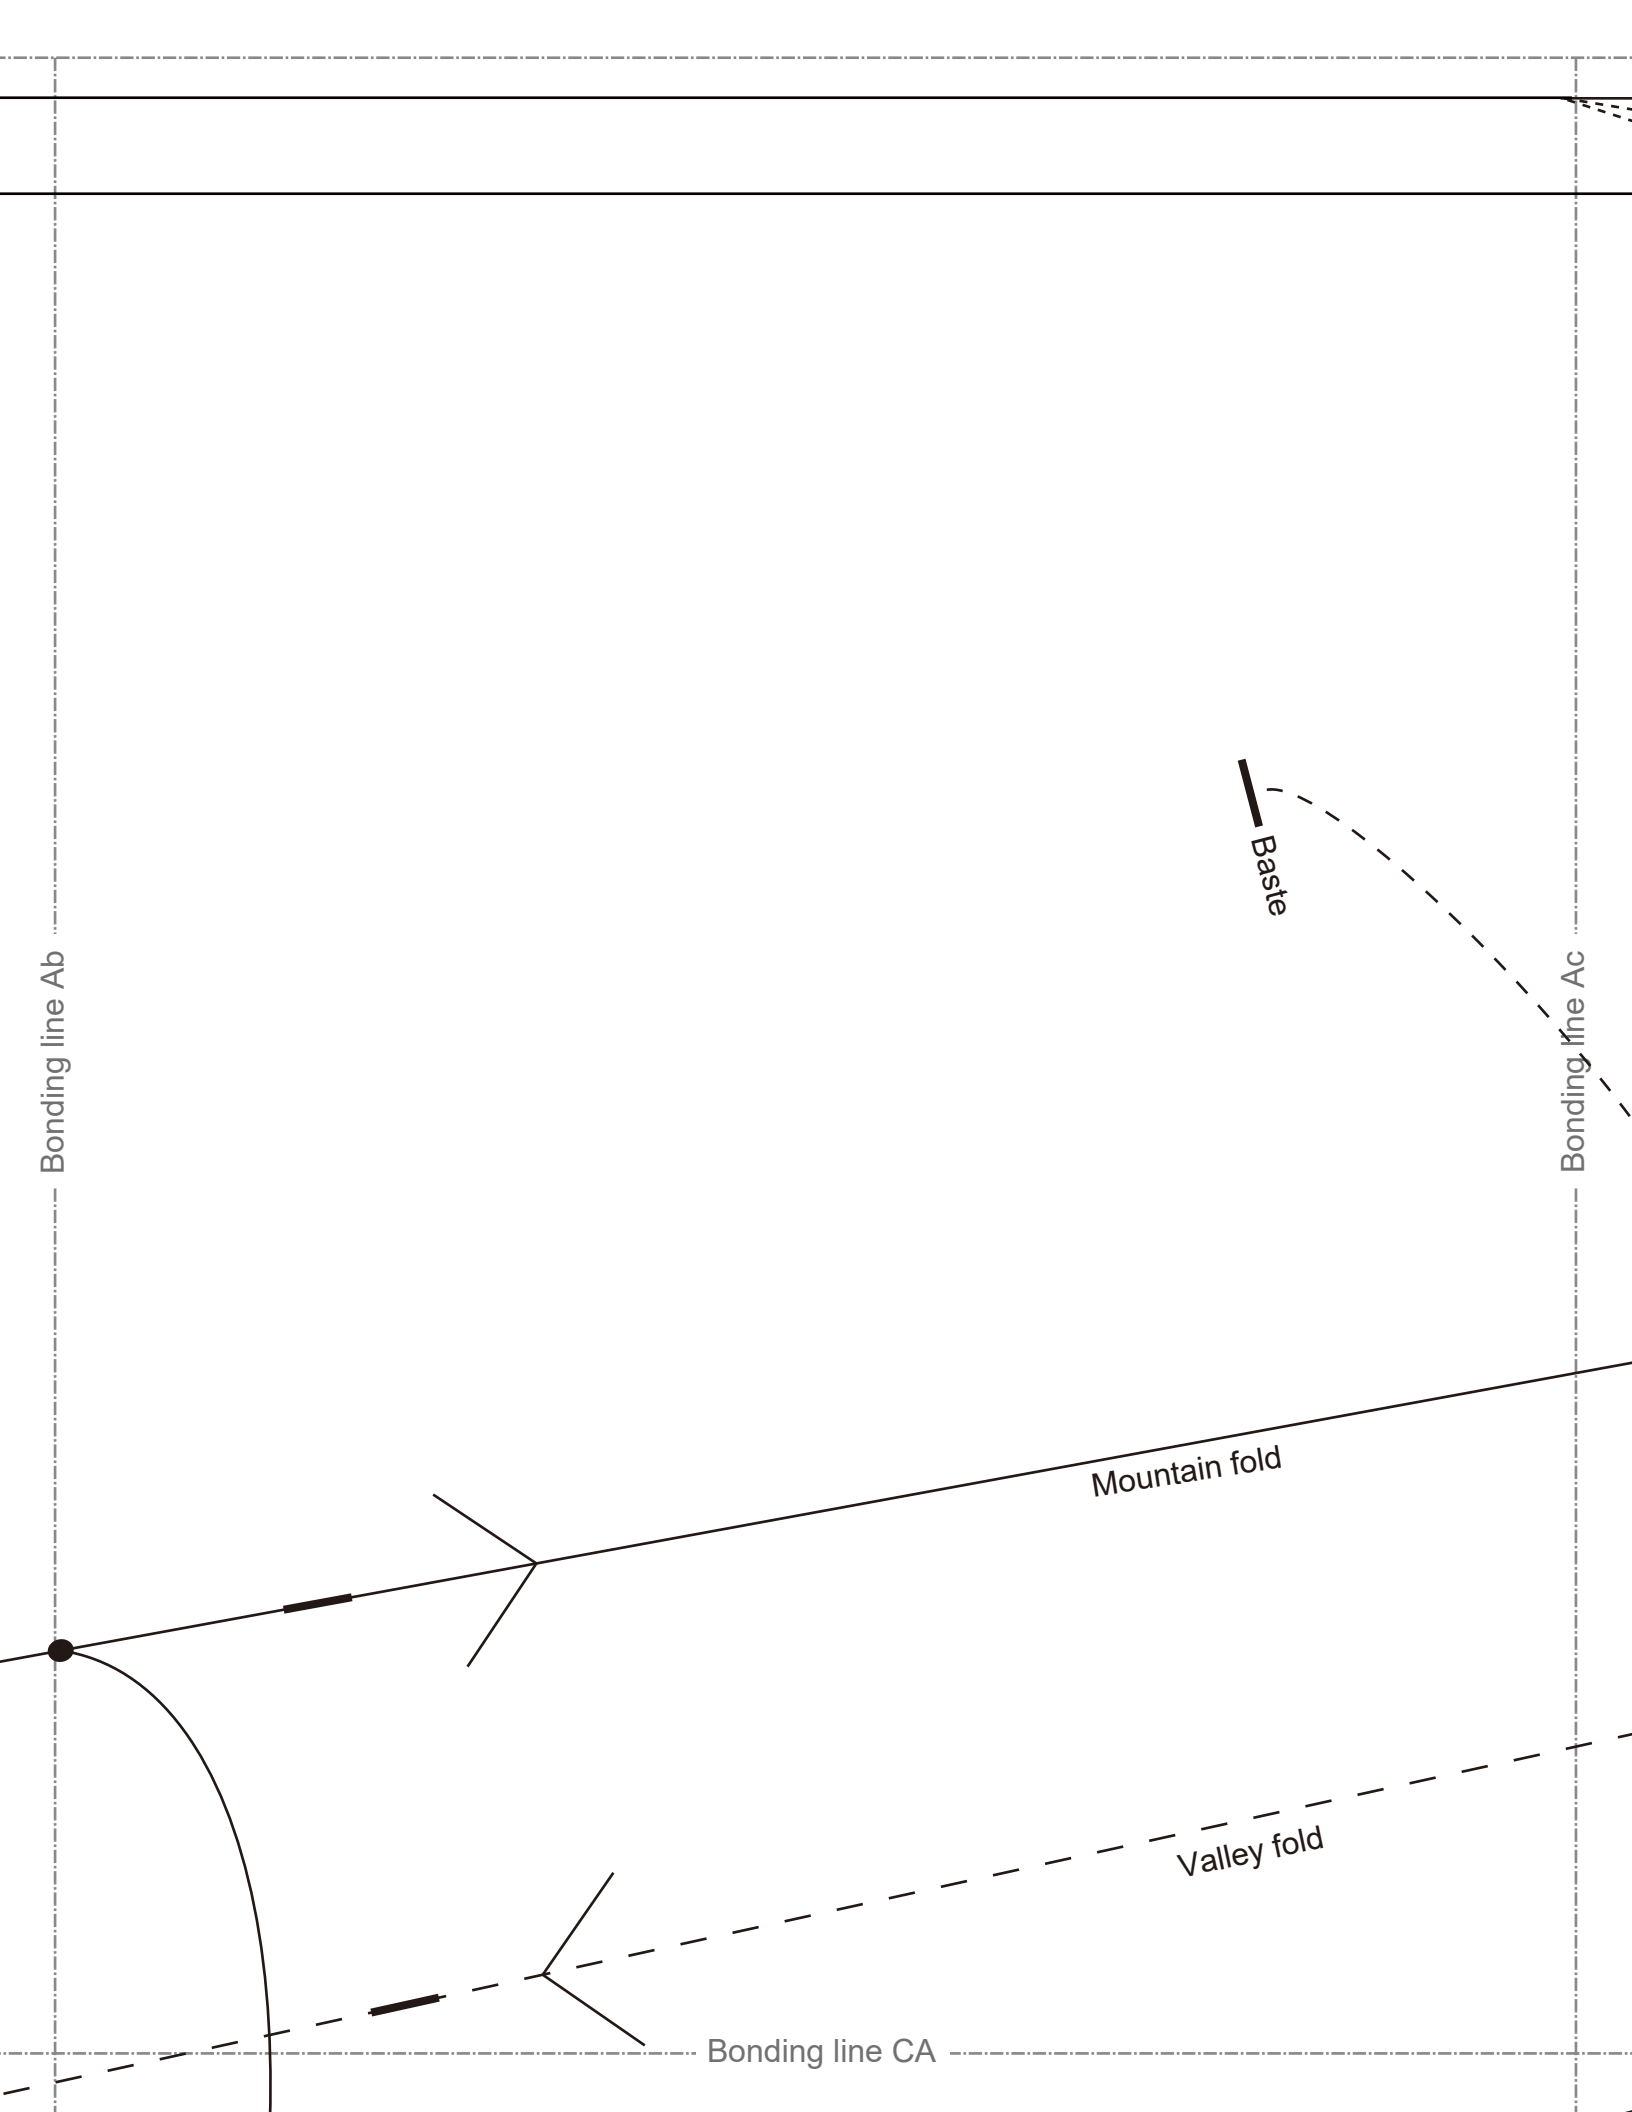 Baste
Bonding line Ab
Bonding line Ac
Mountain fold
Valley fold
Bonding line CA